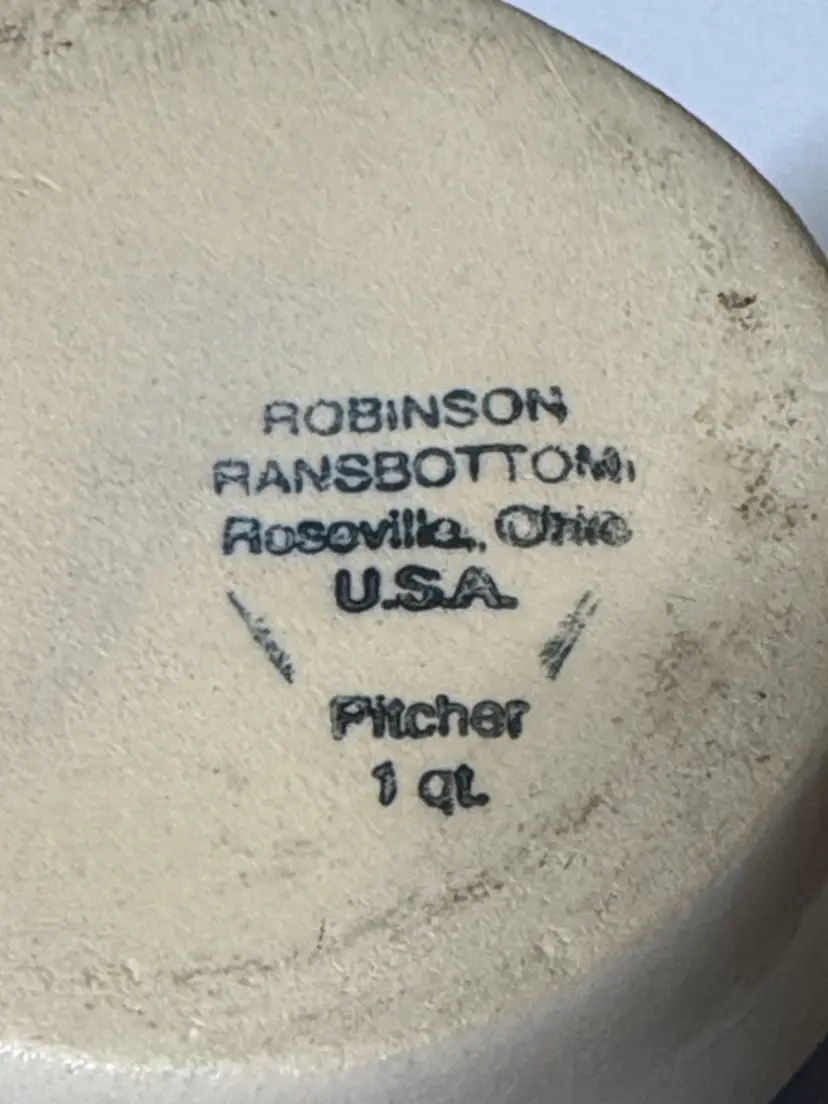 ROBINSON
RANSBOTTOM
Roseville, Ohio
U.S.A.
Pitcher
1 qt.